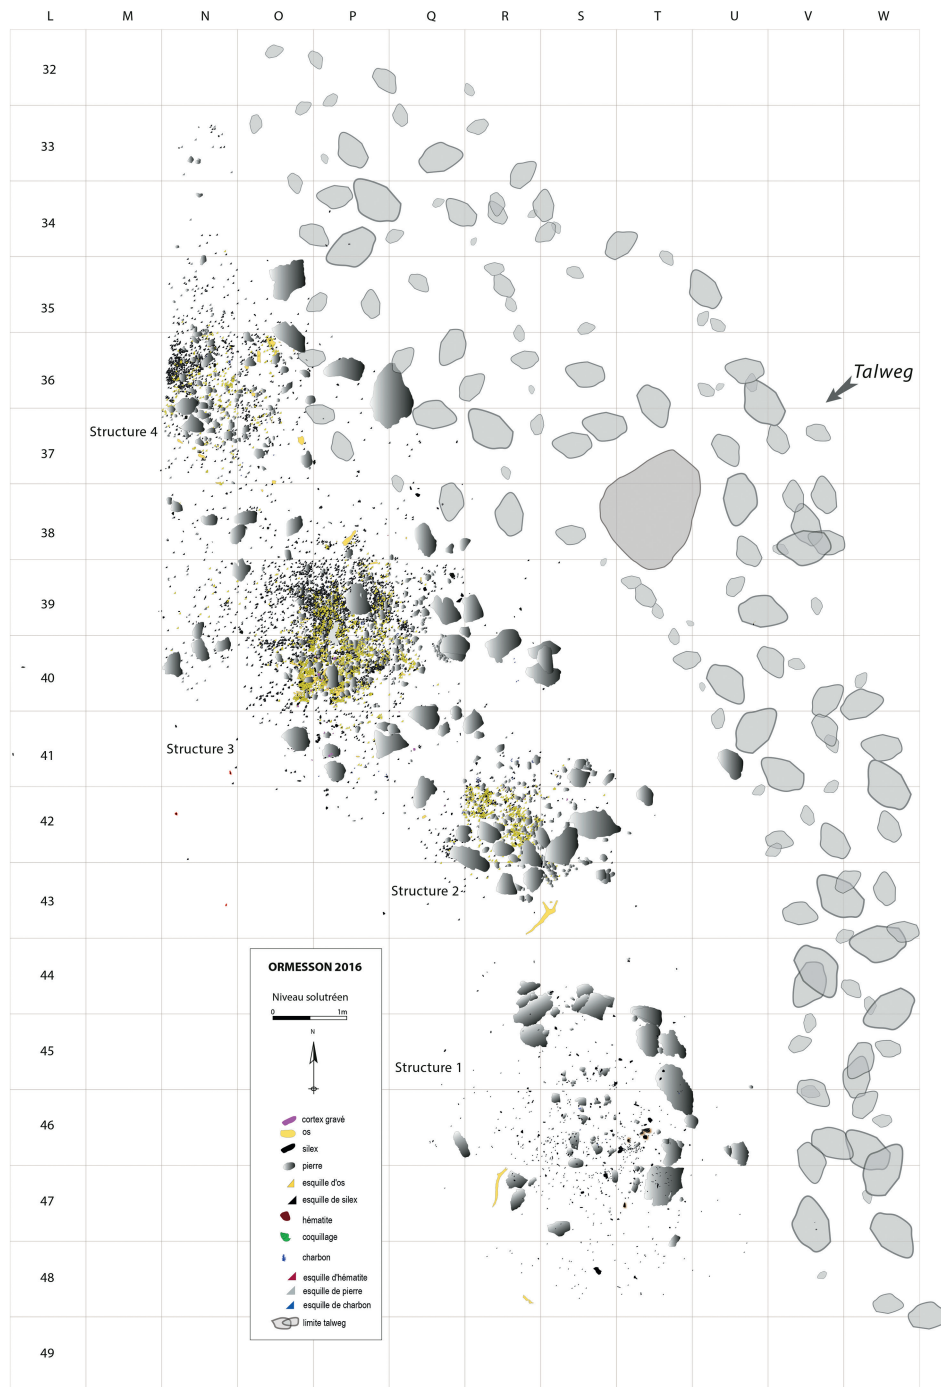 L M N O P Q R S T U V W
32
33
34
35
36
Talweg
Structure 4
37
38
39
40
Structure 3
41
42
Structure 2
43
44
ORMESSON 2016
Niveau solutréen
0 1m
N
45
Structure 1
46
cortex gravé
os
silex
pierre
esquille d'os
47
esquille de silex
hématite
coquillage
charbon
48
esquille d'hématite
esquille de pierre
esquille de charbon
limite talweg
49